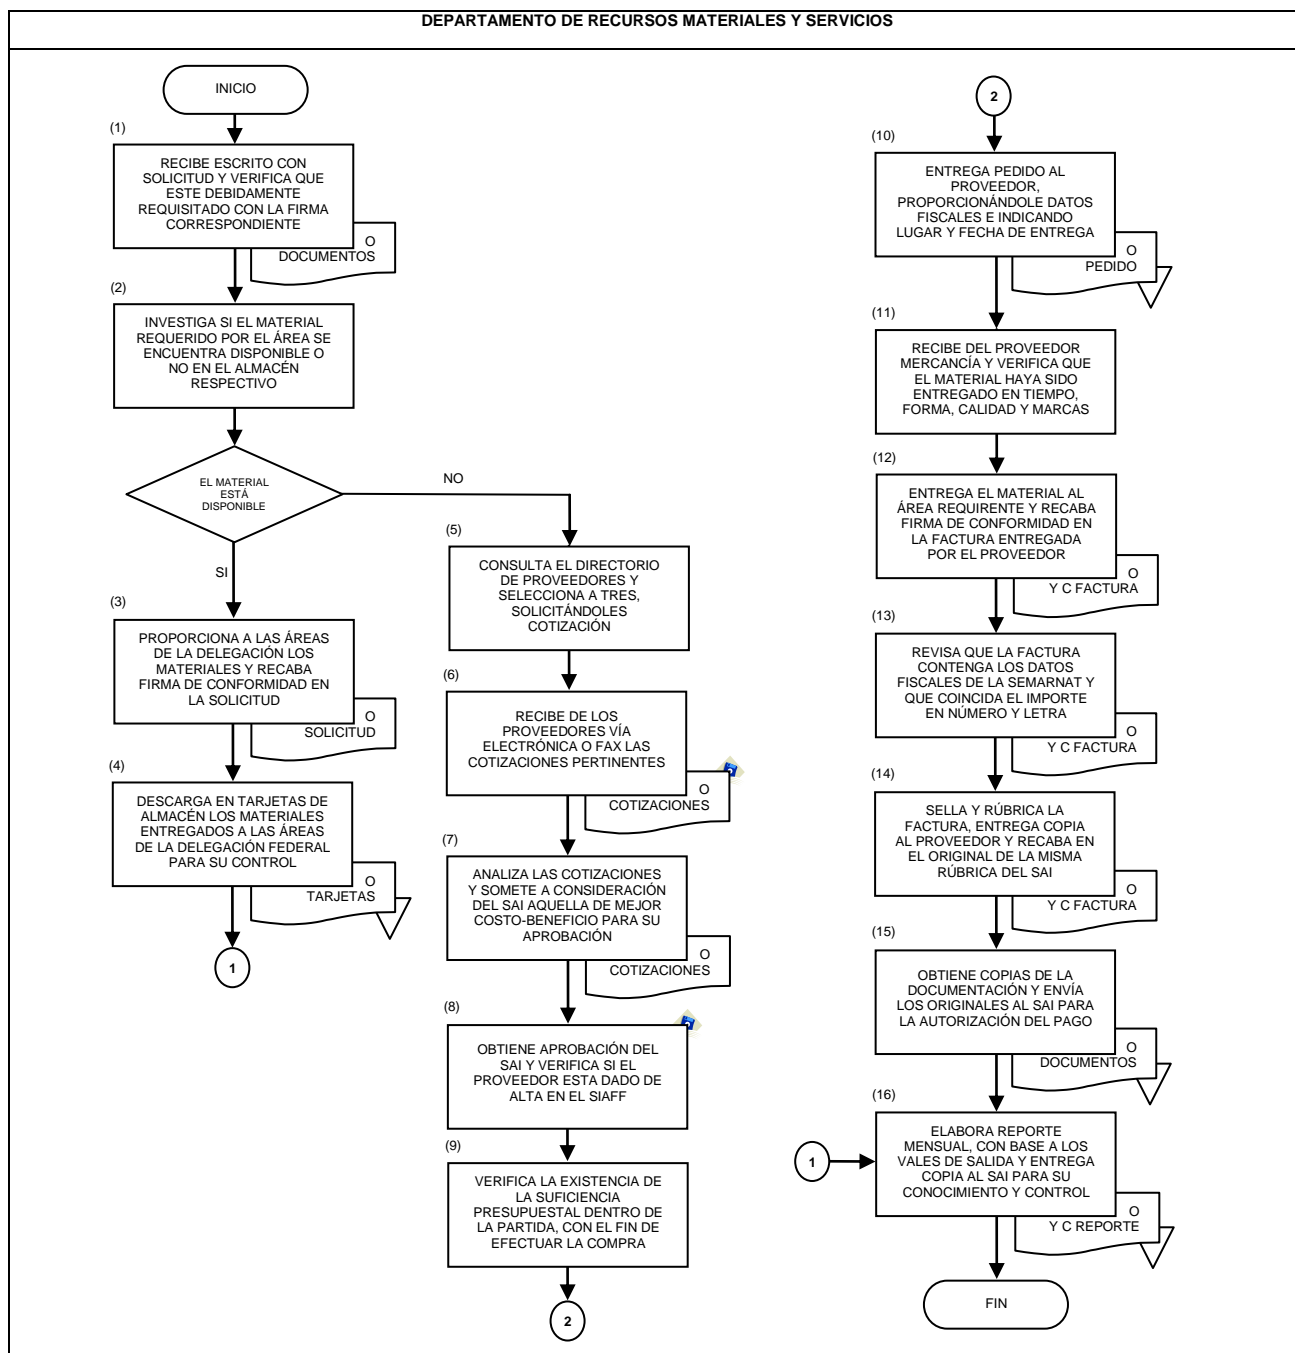 DEPARTAMENTO DE RECURSOS MATERIALES Y SERVICIOS
INICIO
(1)
RECIBE ESCRITO CON
SOLICITUD Y VERIFICA QUE
ESTE DEBIDAMENTE
REQUISITADO CON LA FIRMA
CORRESPONDIENTE
O
DOCUMENTOS
(2)
INVESTIGA SI EL MATERIAL
REQUERIDO POR EL ÁREA SE
ENCUENTRA DISPONIBLE O
NO EN EL ALMACÉN
RESPECTIVO
EL MATERIAL
ESTÁ
DISPONIBLE
NO
SI
(3)
PROPORCIONA A LAS ÁREAS
DE LA DELEGACIÓN LOS
MATERIALES Y RECABA
FIRMA DE CONFORMIDAD EN
LA SOLICITUD
O
SOLICITUD
(4)
DESCARGA EN TARJETAS DE
ALMACÉN LOS MATERIALES
ENTREGADOS A LAS ÁREAS
DE LA DELEGACIÓN FEDERAL
PARA SU CONTROL
O
TARJETAS
1
(5)
CONSULTA EL DIRECTORIO
DE PROVEEDORES Y
SELECCIONA A TRES,
SOLICITÁNDOLES
COTIZACIÓN
(6)
RECIBE DE LOS
PROVEEDORES VÍA
ELECTRÓNICA O FAX LAS
COTIZACIONES PERTINENTES
O
COTIZACIONES
(7)
ANALIZA LAS COTIZACIONES
Y SOMETE A CONSIDERACIÓN
DEL SAI AQUELLA DE MEJOR
COSTO-BENEFICIO PARA SU
APROBACIÓN
O
COTIZACIONES
(8)
OBTIENE APROBACIÓN DEL
SAI Y VERIFICA SI EL
PROVEEDOR ESTA DADO DE
ALTA EN EL SIAFF
(9)
VERIFICA LA EXISTENCIA DE
LA SUFICIENCIA
PRESUPUESTAL DENTRO DE
LA PARTIDA, CON EL FIN DE
EFECTUAR LA COMPRA
2
2
(10)
ENTREGA PEDIDO AL
PROVEEDOR,
PROPORCIONÁNDOLE DATOS
FISCALES E INDICANDO
LUGAR Y FECHA DE ENTREGA
O
PEDIDO
(11)
RECIBE DEL PROVEEDOR
MERCANCÍA Y VERIFICA QUE
EL MATERIAL HAYA SIDO
ENTREGADO EN TIEMPO,
FORMA, CALIDAD Y MARCAS
(12)
ENTREGA EL MATERIAL AL
ÁREA REQUIRENTE Y RECABA
FIRMA DE CONFORMIDAD EN
LA FACTURA ENTREGADA
POR EL PROVEEDOR
O
Y C FACTURA
(13)
REVISA QUE LA FACTURA
CONTENGA LOS DATOS
FISCALES DE LA SEMARNAT Y
QUE COINCIDA EL IMPORTE
EN NÚMERO Y LETRA
O
Y C FACTURA
(14)
SELLA Y RÚBRICA LA
FACTURA, ENTREGA COPIA
AL PROVEEDOR Y RECABA EN
EL ORIGINAL DE LA MISMA
RÚBRICA DEL SAI
O
Y C FACTURA
(15)
OBTIENE COPIAS DE LA
DOCUMENTACIÓN Y ENVÍA
LOS ORIGINALES AL SAI PARA
LA AUTORIZACIÓN DEL PAGO
O
DOCUMENTOS
(16)
1
ELABORA REPORTE
MENSUAL, CON BASE A LOS
VALES DE SALIDA Y ENTREGA
COPIA AL SAI PARA SU
CONOCIMIENTO Y CONTROL
O
Y C REPORTE
FIN